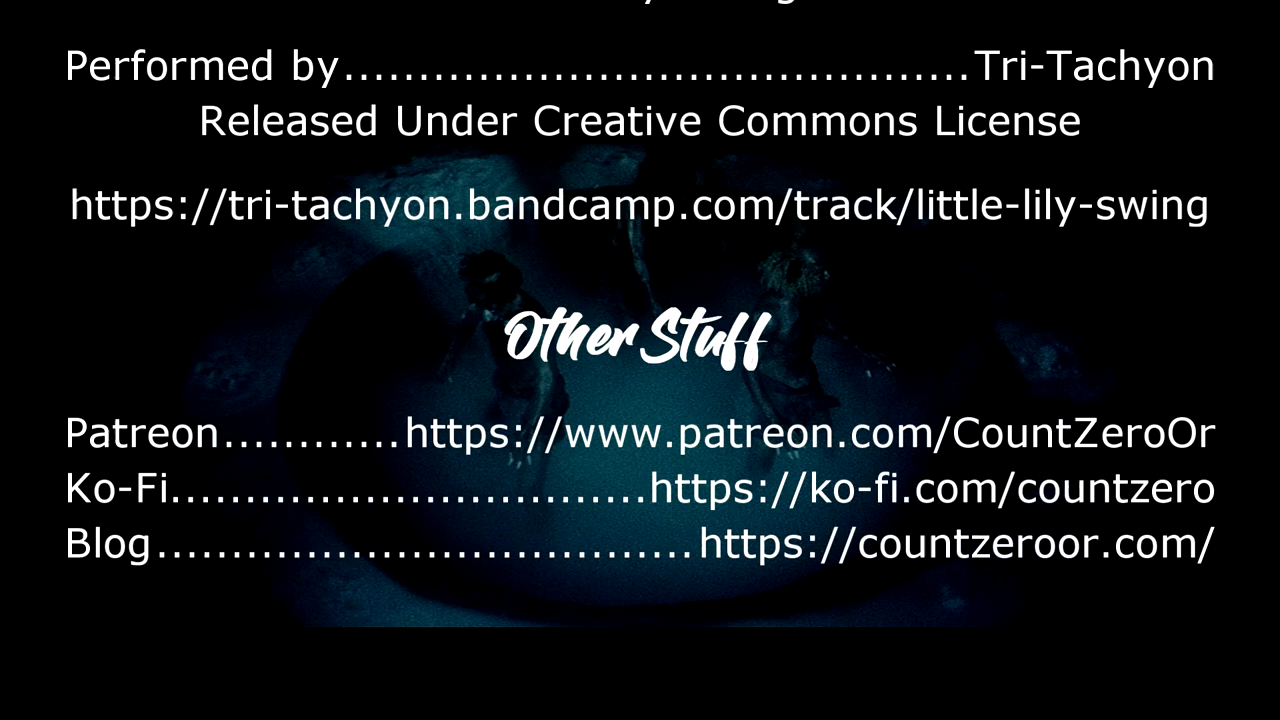 Performed by..........................................Tri-Tachyon
Released Under Creative Commons License
https://tri-tachyon.bandcamp.com/track/little-lily-swing
Other Stuff
Patreon............https://www.patreon.com/CountZeroOr
Ko-Fi................................https://ko-fi.com/countzero
Blog....................................https://countzeroor.com/